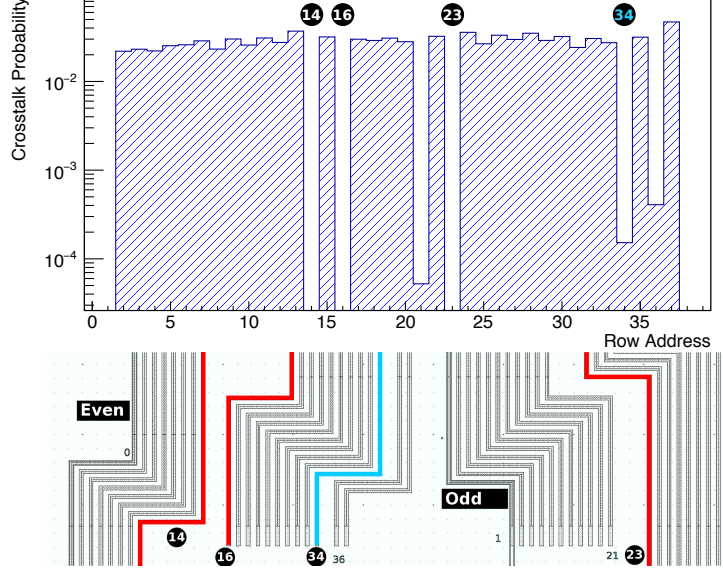 Crosstalk Probability
14 16 23 34
10⁻²
10⁻³
10⁻⁴
0 5 10 15 20 25 30 35
Row Address
Even
0
14
16
34
36
Odd
1
21
23